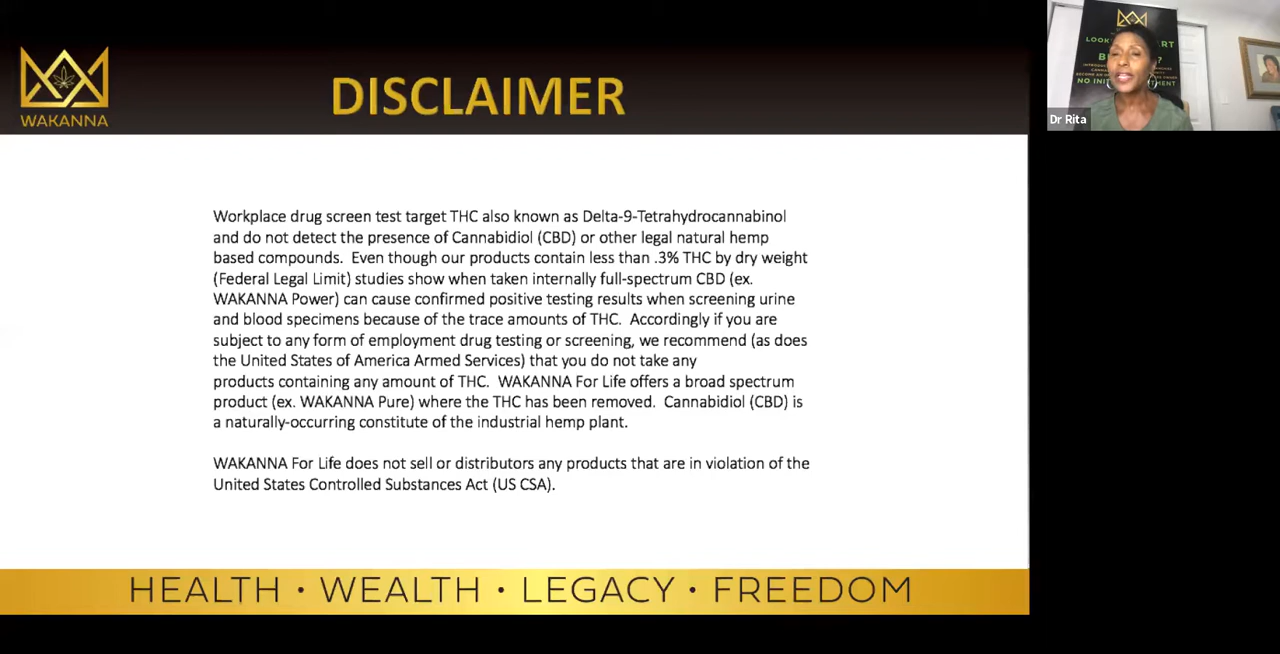 WAKANNA
DISCLAIMER
Workplace drug screen test target THC also known as Delta-9-Tetrahydrocannabinol
and do not detect the presence of Cannabidiol (CBD) or other legal natural hemp
based compounds.  Even though our products contain less than .3% THC by dry weight
(Federal Legal Limit) studies show when taken internally full-spectrum CBD (ex.
WAKANNA Power) can cause confirmed positive testing results when screening urine
and blood specimens because of the trace amounts of THC.  Accordingly if you are
subject to any form of employment drug testing or screening, we recommend (as does
the United States of America Armed Services) that you do not take any
products containing any amount of THC.  WAKANNA For Life offers a broad spectrum
product (ex. WAKANNA Pure) where the THC has been removed.  Cannabidiol (CBD) is
a naturally-occurring constitute of the industrial hemp plant.
WAKANNA For Life does not sell or distributors any products that are in violation of the
United States Controlled Substances Act (US CSA).
HEALTH • WEALTH • LEGACY • FREEDOM
Dr Rita